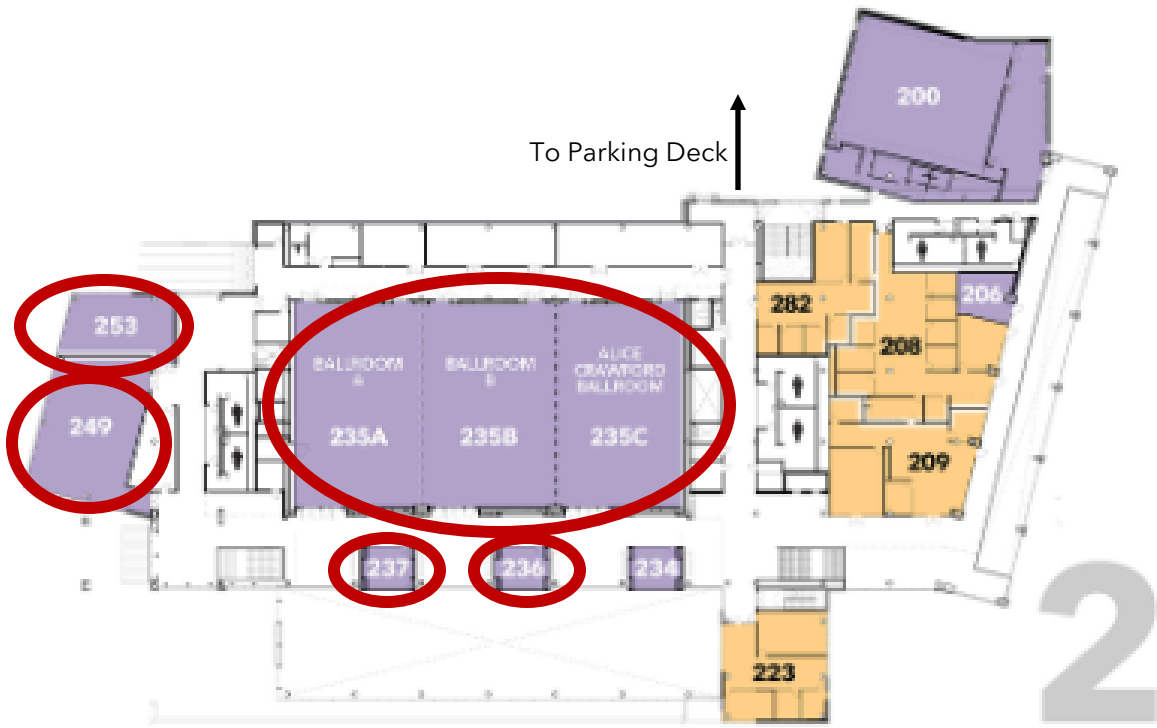 200
To Parking Deck
206
282
253
208
BALLROOM
A
BALLROOM
B
ALICE
CRAWFORD
BALLROOM
249
235A
235B
235C
209
237
236
234
223
2